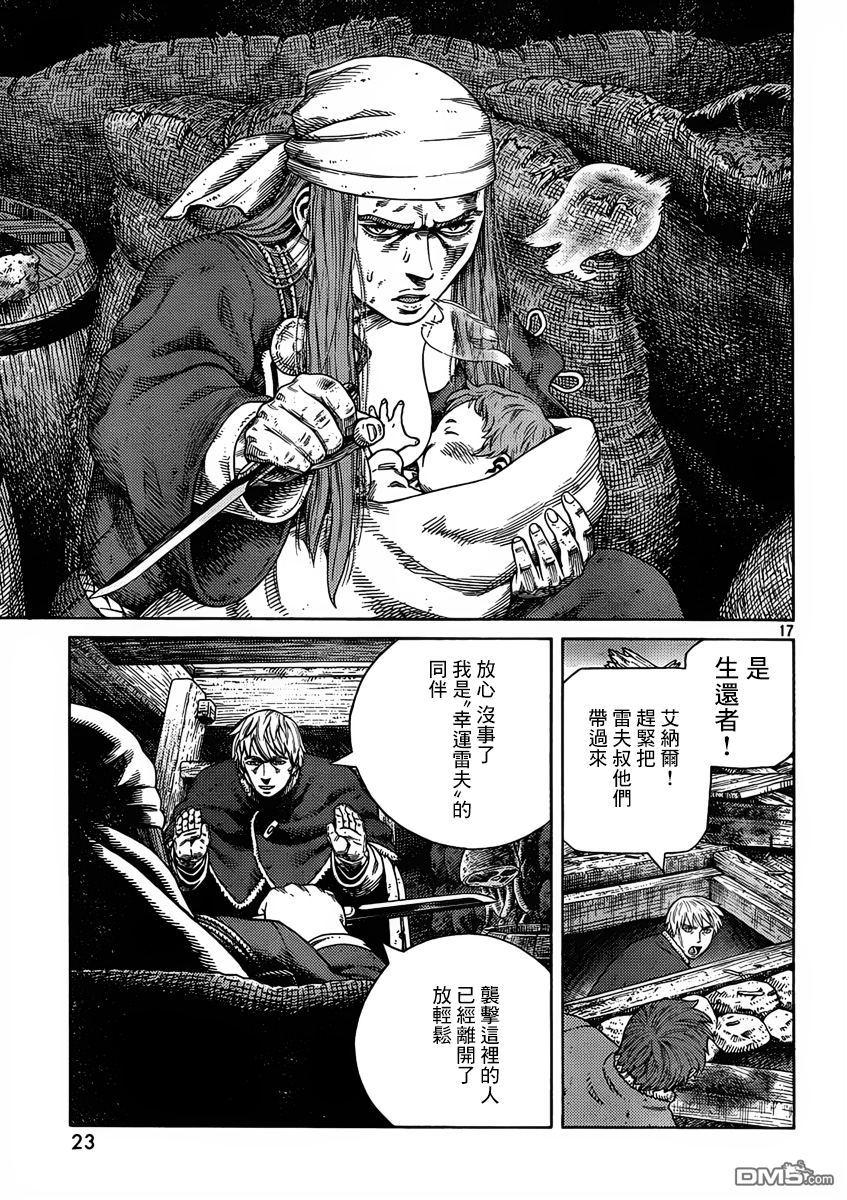 17
是
生還者！
艾納爾！
趕緊把
雷夫叔他們
帶過來
放心 沒事了
我是〝幸運雷夫〞的
同伴
襲擊這裡的人
已經離開了
放輕鬆
23
DM5.com